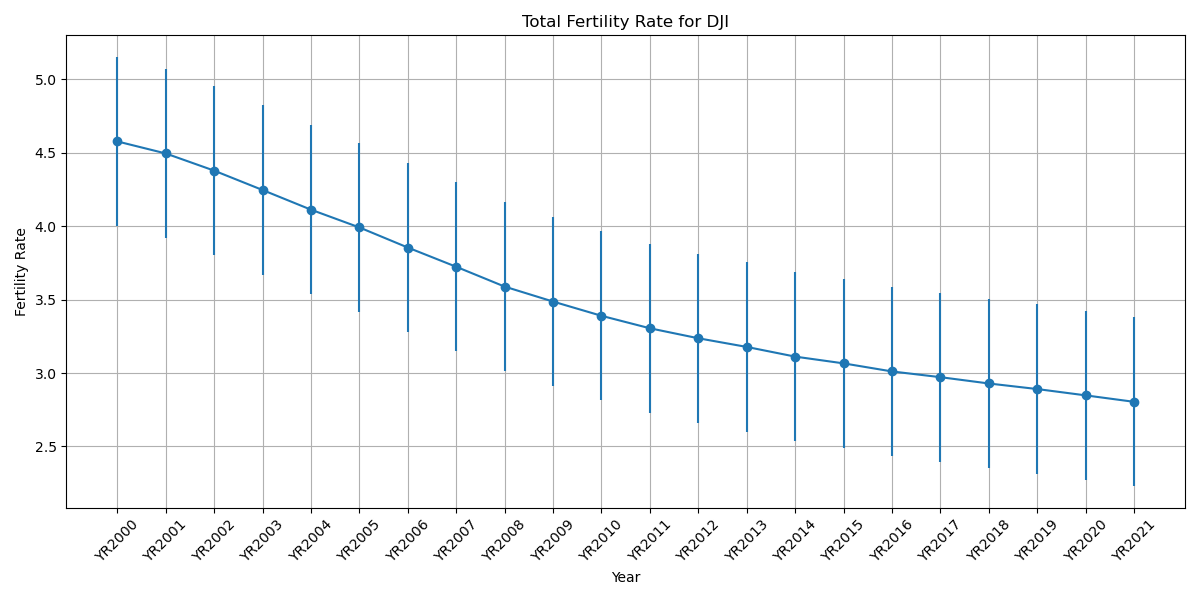 Total Fertility Rate for DJI
Fertility Rate
5.0
4.5
4.0
3.5
3.0
2.5
YR2000
YR2001
YR2002
YR2003
YR2004
YR2005
YR2006
YR2007
YR2008
YR2009
YR2010
YR2011
YR2012
YR2013
YR2014
YR2015
YR2016
YR2017
YR2018
YR2019
YR2020
YR2021
Year